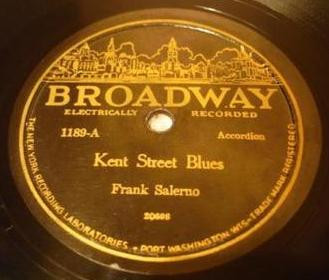 BROADWAY
ELECTRICALLY RECORDED
1189-A Accordion
Kent Street Blues
Frank Salerno
20606
THE NEW YORK RECORDING LABORATORIES • PORT WASHINGTON WIS – TRADE MARK REGISTERED